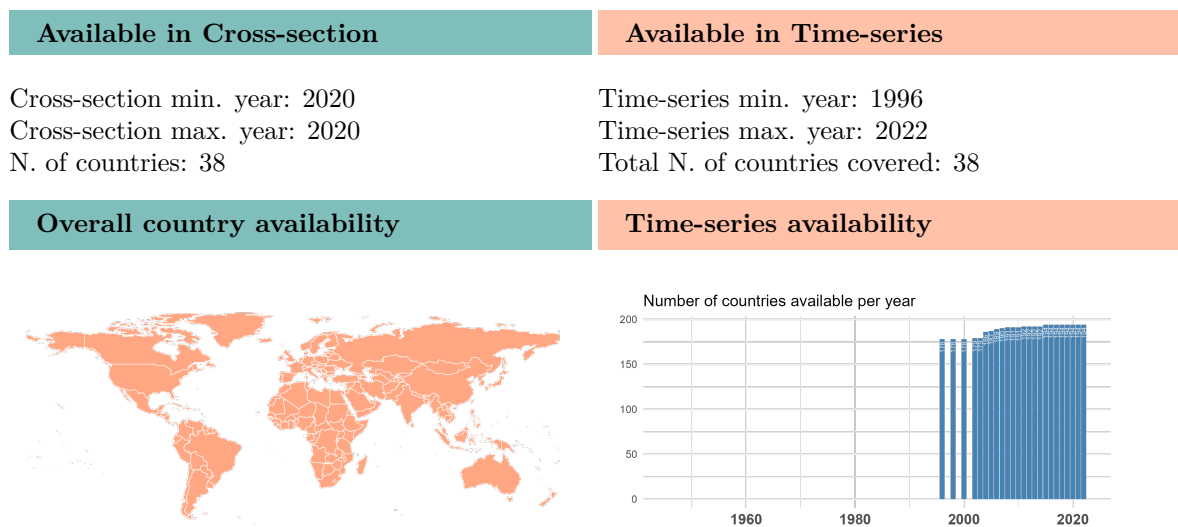 Available in Cross-section
Available in Time-series
Cross-section min. year: 2020
Cross-section max. year: 2020
N. of countries: 38
Time-series min. year: 1996
Time-series max. year: 2022
Total N. of countries covered: 38
Overall country availability
Time-series availability
Number of countries available per year
200
150
100
50
0
1960
1980
2000
2020